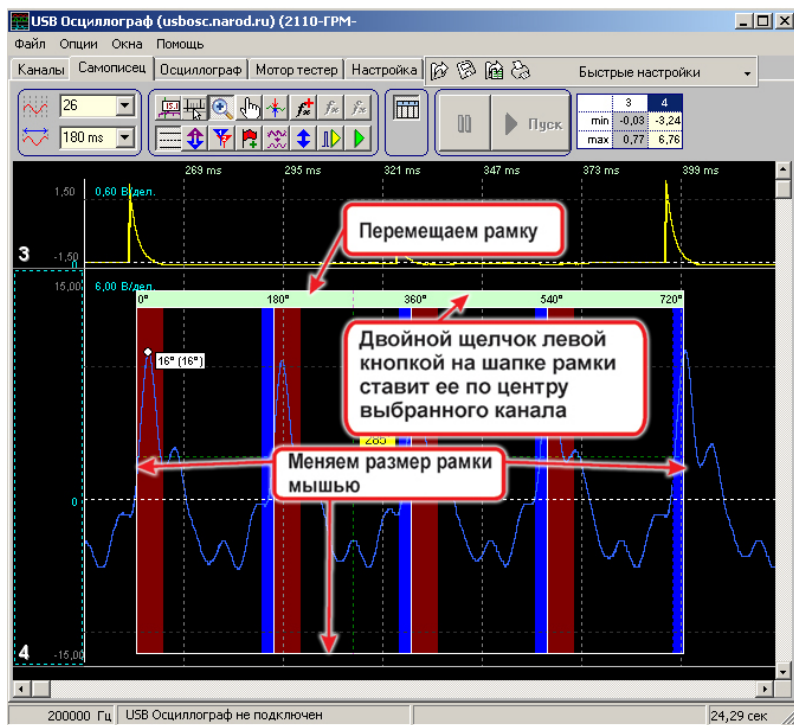 USB Осциллограф (usbosc.narod.ru) (2110-ГРМ-
Файл Опции Окна Помощь
Каналы Самописец Осциллограф Мотор тестер Настройка Быстрые настройки
26
180 ms
Пуск
3 4
min -0,03 -3,24
max 0,77 6,76
269 ms 295 ms 321 ms 347 ms 373 ms 399 ms
1,50 0,60 В/дел.
Перемещаем рамку
3 -1,50
0
15,00 6,00 В/дел.
0° 180° 360° 540° 720°
16° (16°)
Двойной щелчок левой
кнопкой на шапке рамки
ставит ее по центру
выбранного канала
285
Меняем размер рамки
мышью
0
4 -15,00
200000 Гц USB Осциллограф не подключен 24,29 сек